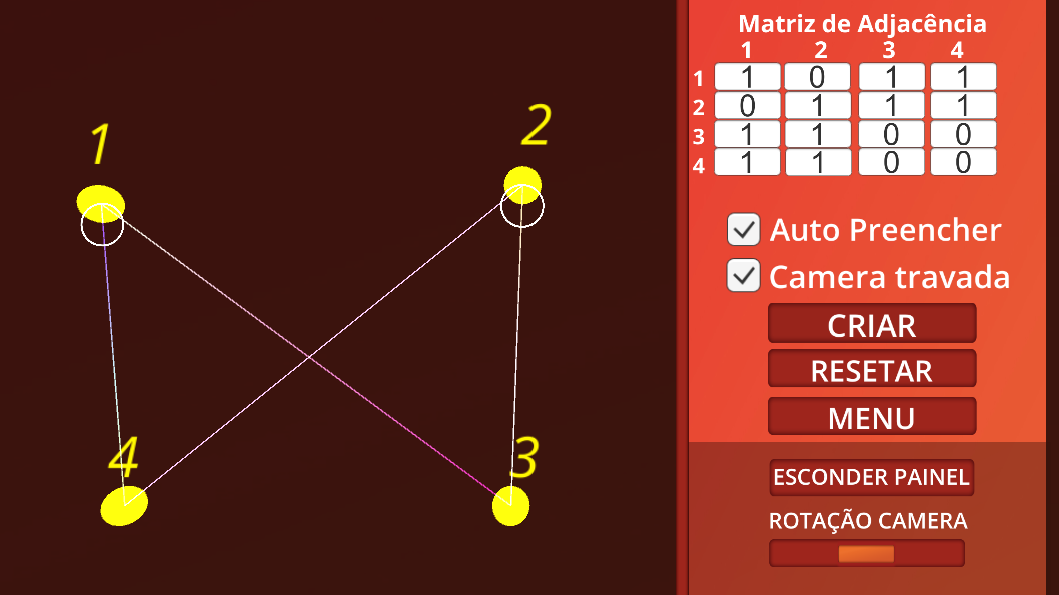 1
2
4
3
Matriz de Adjacência
1 2 3 4
1 1 0 1 1
2 0 1 1 1
3 1 1 0 0
4 1 1 0 0
Auto Preencher
Camera travada
CRIAR
RESETAR
MENU
ESCONDER PAINEL
ROTAÇÃO CAMERA